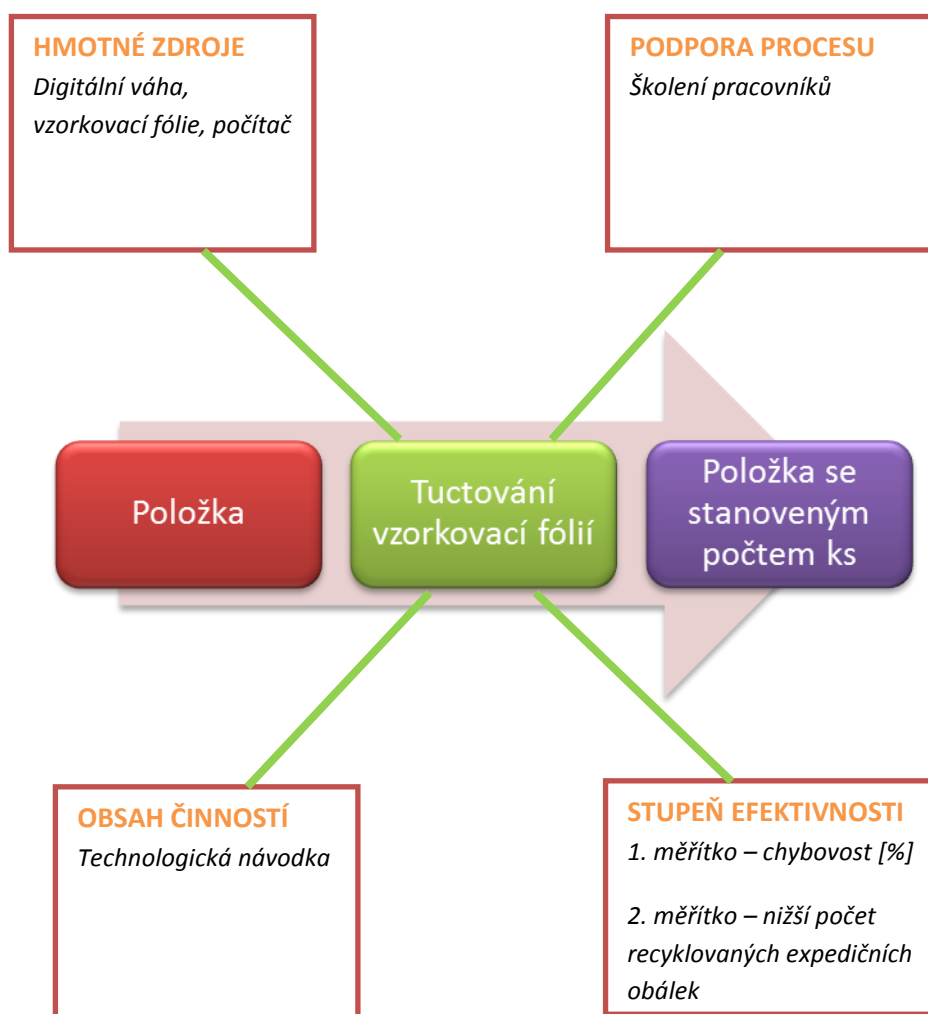 HMOTNÉ ZDROJE
Digitální váha,
vzorkovací fólie, počítač
PODPORA PROCESU
Školení pracovníků
Položka
Tuctování
vzorkovací fólií
Položka se
stanoveným
počtem ks
OBSAH ČINNOSTÍ
Technologická návodka
STUPEŇ EFEKTIVNOSTI
1. měřítko – chybovost [%]
2. měřítko – nižší počet
recyklovaných expedičních
obálek